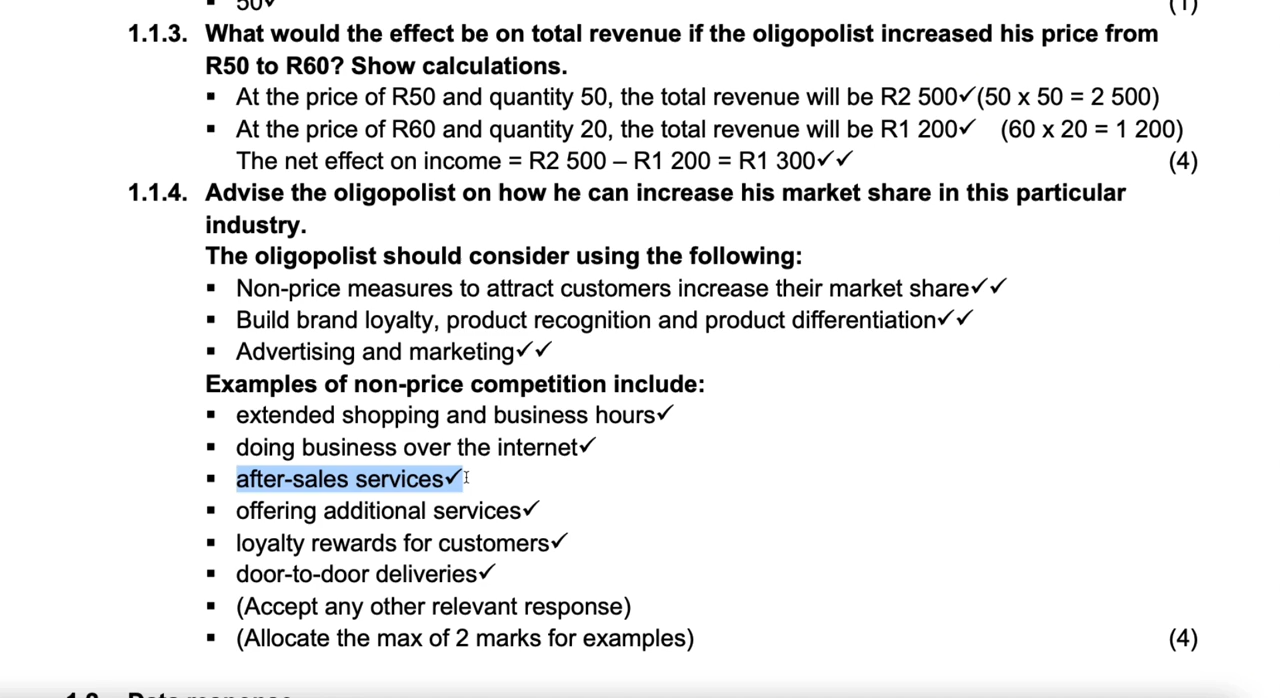 ▪ 50✓ (1)
1.1.3. What would the effect be on total revenue if the oligopolist increased his price from
R50 to R60? Show calculations.
▪ At the price of R50 and quantity 50, the total revenue will be R2 500✓(50 x 50 = 2 500)
▪ At the price of R60 and quantity 20, the total revenue will be R1 200✓ (60 x 20 = 1 200)
The net effect on income = R2 500 – R1 200 = R1 300✓✓ (4)
1.1.4. Advise the oligopolist on how he can increase his market share in this particular
industry.
The oligopolist should consider using the following:
▪ Non-price measures to attract customers increase their market share✓✓
▪ Build brand loyalty, product recognition and product differentiation✓✓
▪ Advertising and marketing✓✓
Examples of non-price competition include:
▪ extended shopping and business hours✓
▪ doing business over the internet✓
▪ after-sales services✓
▪ offering additional services✓
▪ loyalty rewards for customers✓
▪ door-to-door deliveries✓
▪ (Accept any other relevant response)
▪ (Allocate the max of 2 marks for examples) (4)